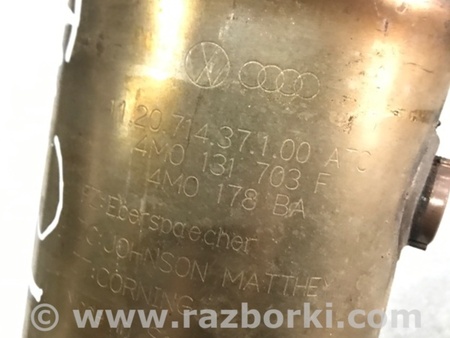 11.20.714.37.1.00 ATC
4M0 131 703 F
4M0 178 BA
Eberspaecher
C:JOHNSON MATTHEY
:CORNING
www.razborki.com